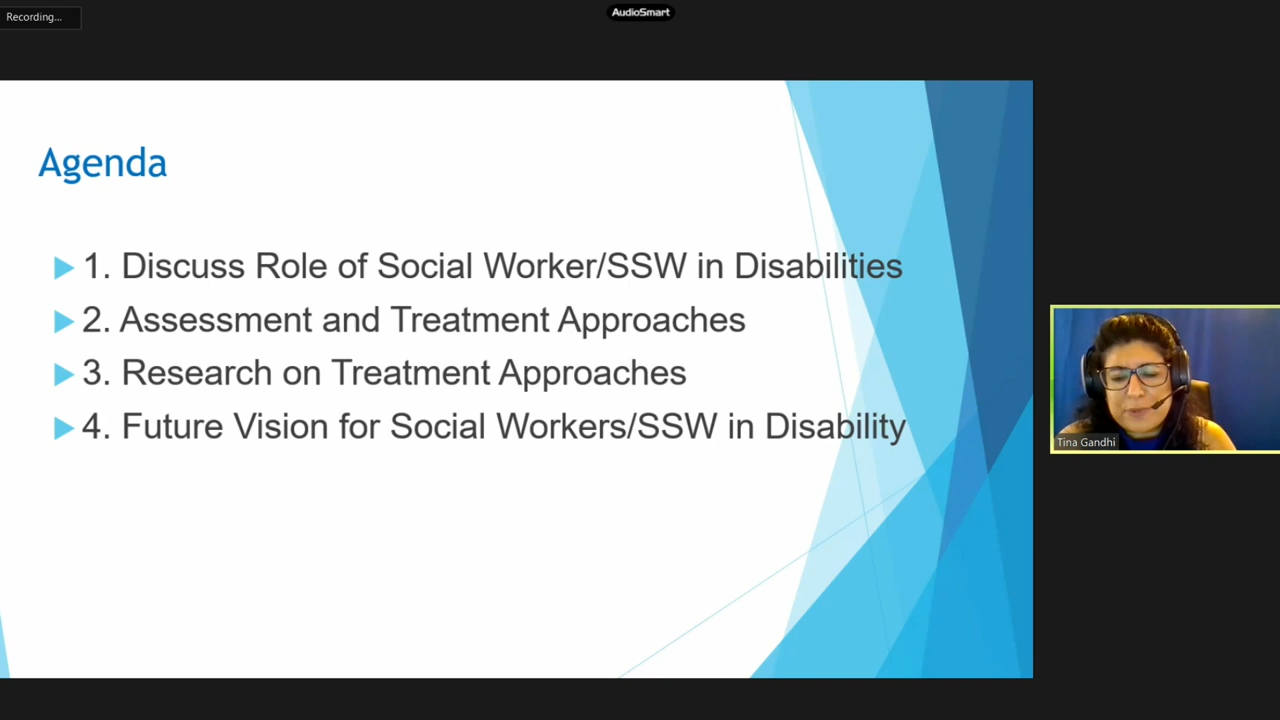 Recording...
AudioSmart
Agenda
1. Discuss Role of Social Worker/SSW in Disabilities
2. Assessment and Treatment Approaches
3. Research on Treatment Approaches
4. Future Vision for Social Workers/SSW in Disability
Tina Gandhi